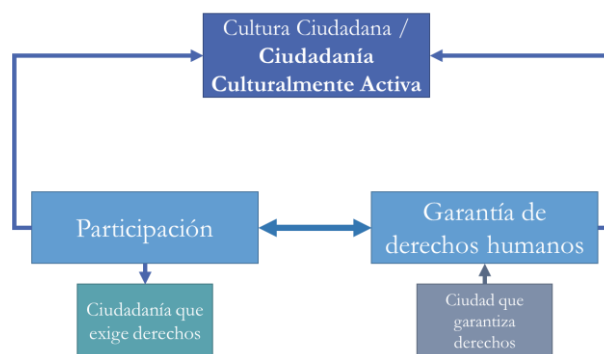 Cultura Ciudadana /
Ciudadanía
Culturalmente Activa
Participación
Garantía de
derechos humanos
Ciudadanía que
exige derechos
Ciudad que
garantiza
derechos